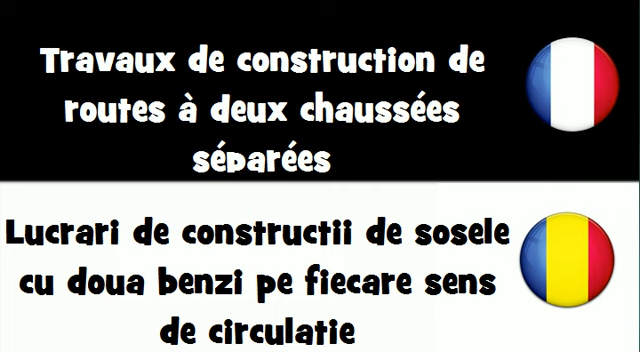 Travaux de construction de
routes à deux chaussées
séparées
Lucrari de constructii de sosele
cu doua benzi pe fiecare sens
de circulatie